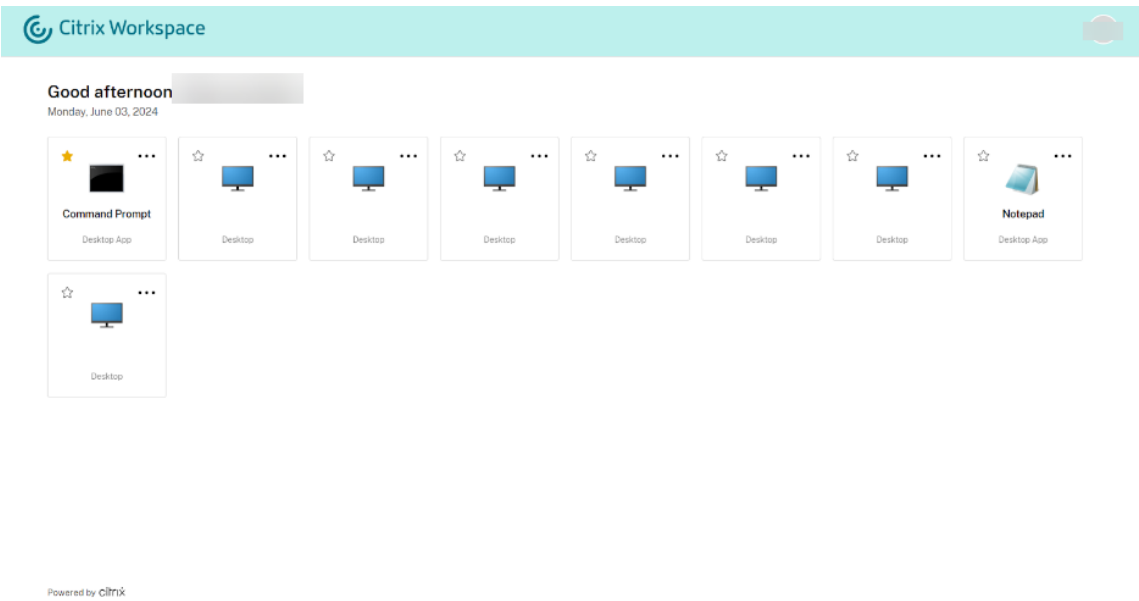 Citrix Workspace
Good afternoon
Monday, June 03, 2024
Command Prompt
Desktop App
Desktop
Desktop
Desktop
Desktop
Desktop
Desktop
Notepad
Desktop App
Desktop
Powered by citrix